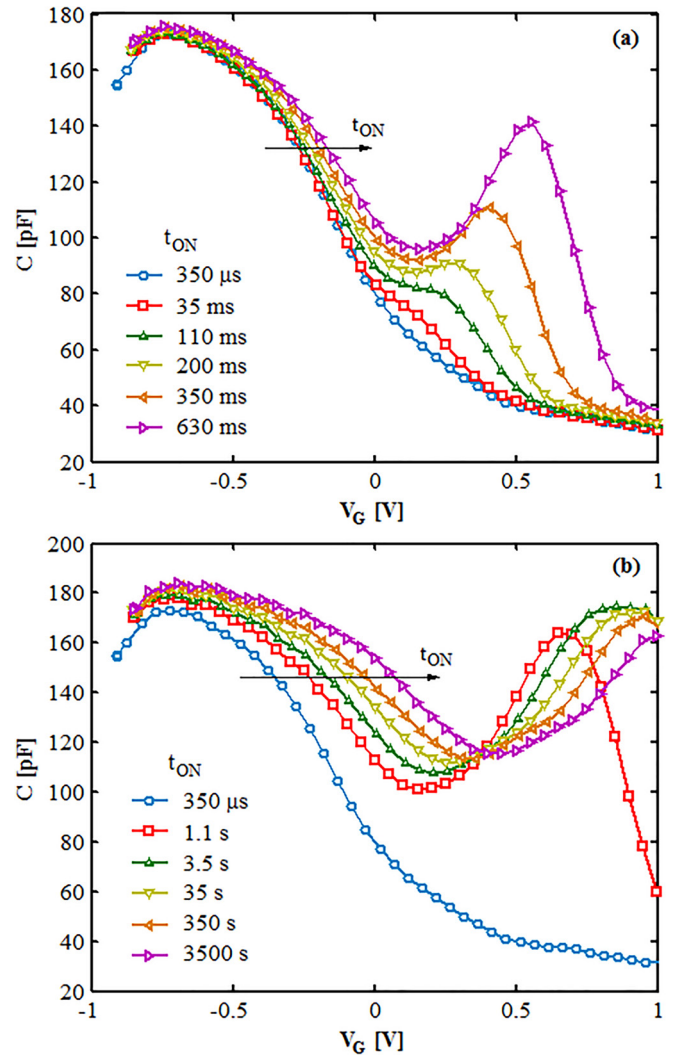 180
(a)
160
140
tON
120
C [pF]
100
tON
350 µs
80
35 ms
110 ms
60
200 ms
350 ms
40
630 ms
20
-1 -0.5 0 0.5 1
VG [V]
200
(b)
180
160
tON
140
120
C [pF]
100
tON
350 µs
80
1.1 s
3.5 s
60
35 s
350 s
40
3500 s
20
-1 -0.5 0 0.5 1
VG [V]